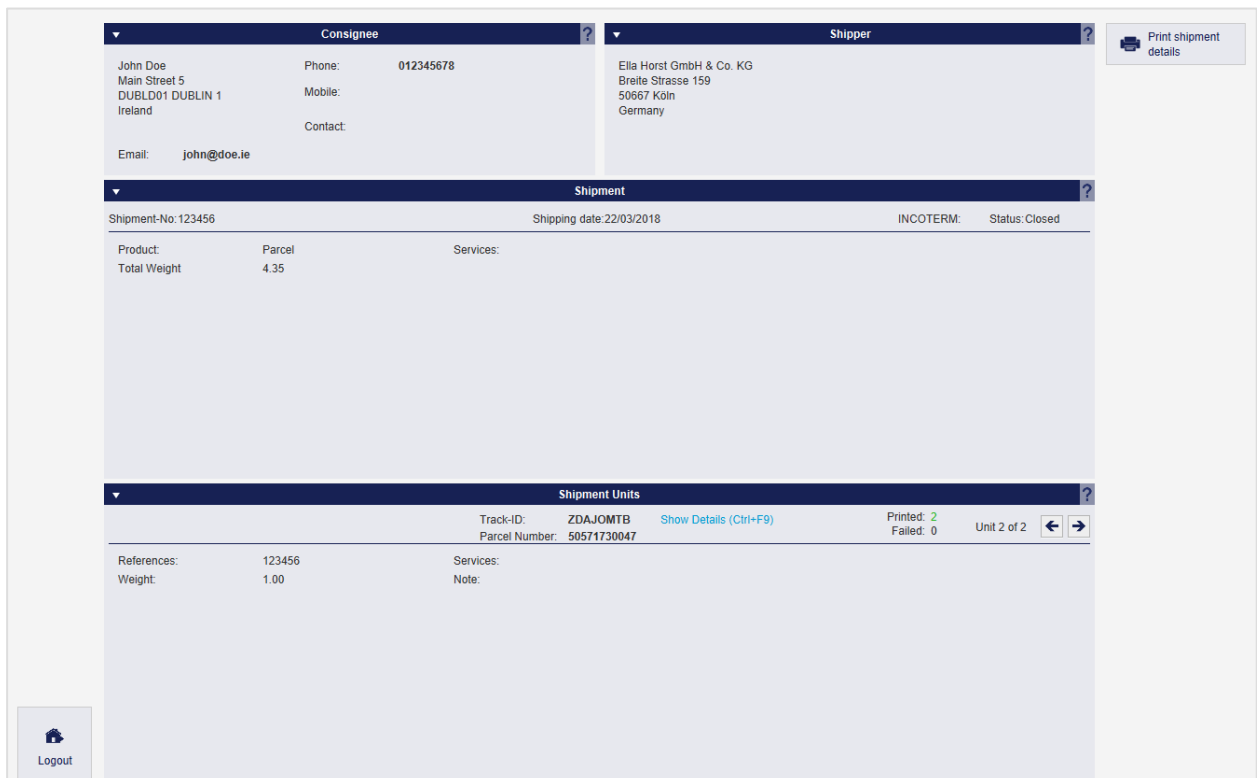 Consignee ?
John Doe
Main Street 5
DUBLD01 DUBLIN 1
Ireland
Phone: 012345678
Mobile:
Contact:
Email: john@doe.ie
Shipper ?
Ella Horst GmbH & Co. KG
Breite Strasse 159
50667 Köln
Germany
Print shipment
details
Shipment ?
Shipment-No:123456 Shipping date:22/03/2018 INCOTERM: Status:Closed
Product: Parcel Services:
Total Weight 4.35
Shipment Units ?
Track-ID: ZDAJOMTB Show Details (Ctrl+F9) Printed: 2
Parcel Number: 50571730047 Failed: 0 Unit 2 of 2
References: 123456 Services:
Weight: 1.00 Note:
Logout